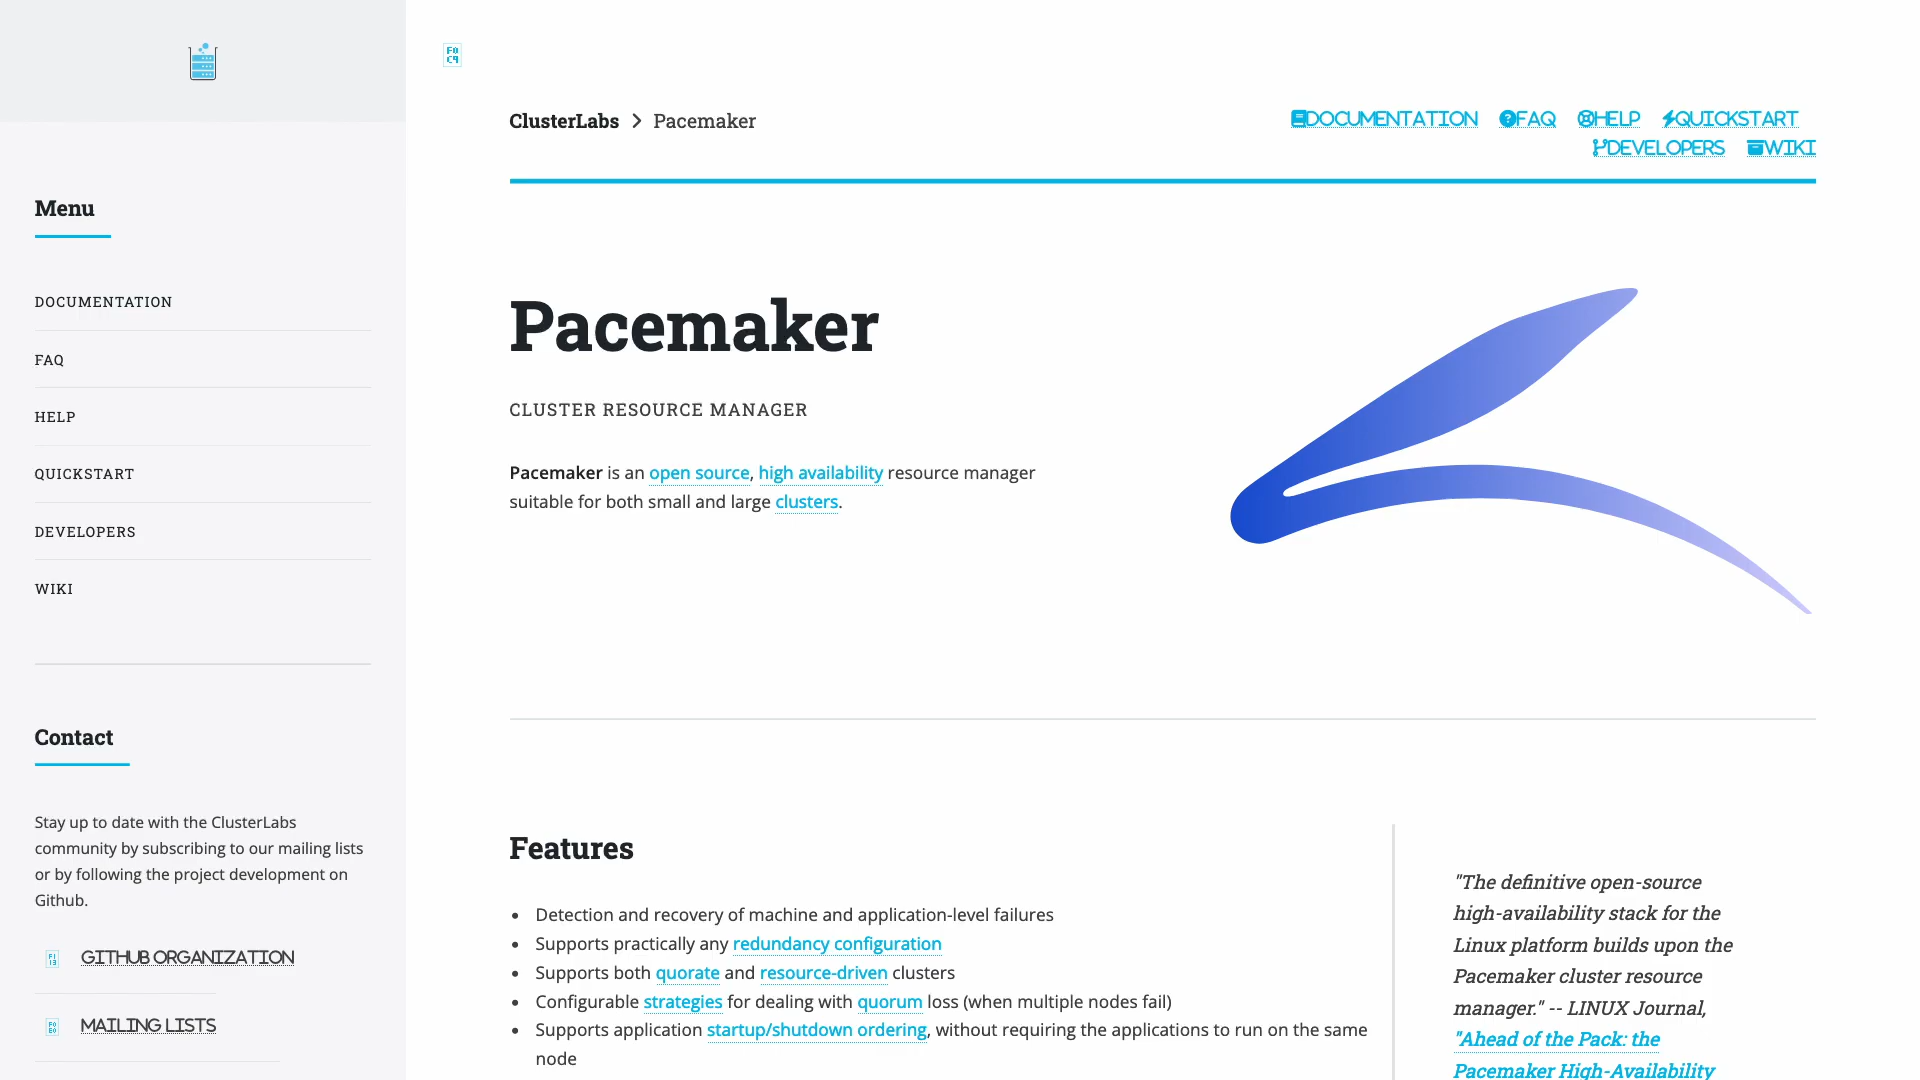 Menu
DOCUMENTATION
FAQ
HELP
QUICKSTART
DEVELOPERS
WIKI
Contact
Stay up to date with the ClusterLabs
community by subscribing to our mailing lists
or by following the project development on
Github.
GITHUB ORGANIZATION
MAILING LISTS
ClusterLabs > Pacemaker
DOCUMENTATION FAQ HELP QUICKSTART
DEVELOPERS WIKI
Pacemaker
CLUSTER RESOURCE MANAGER
Pacemaker is an open source, high availability resource manager
suitable for both small and large clusters.
Features
• Detection and recovery of machine and application-level failures
• Supports practically any redundancy configuration
• Supports both quorate and resource-driven clusters
• Configurable strategies for dealing with quorum loss (when multiple nodes fail)
• Supports application startup/shutdown ordering, without requiring the applications to run on the same
node
"The definitive open-source
high-availability stack for the
Linux platform builds upon the
Pacemaker cluster resource
manager." -- LINUX Journal,
"Ahead of the Pack: the
Pacemaker High-Availability